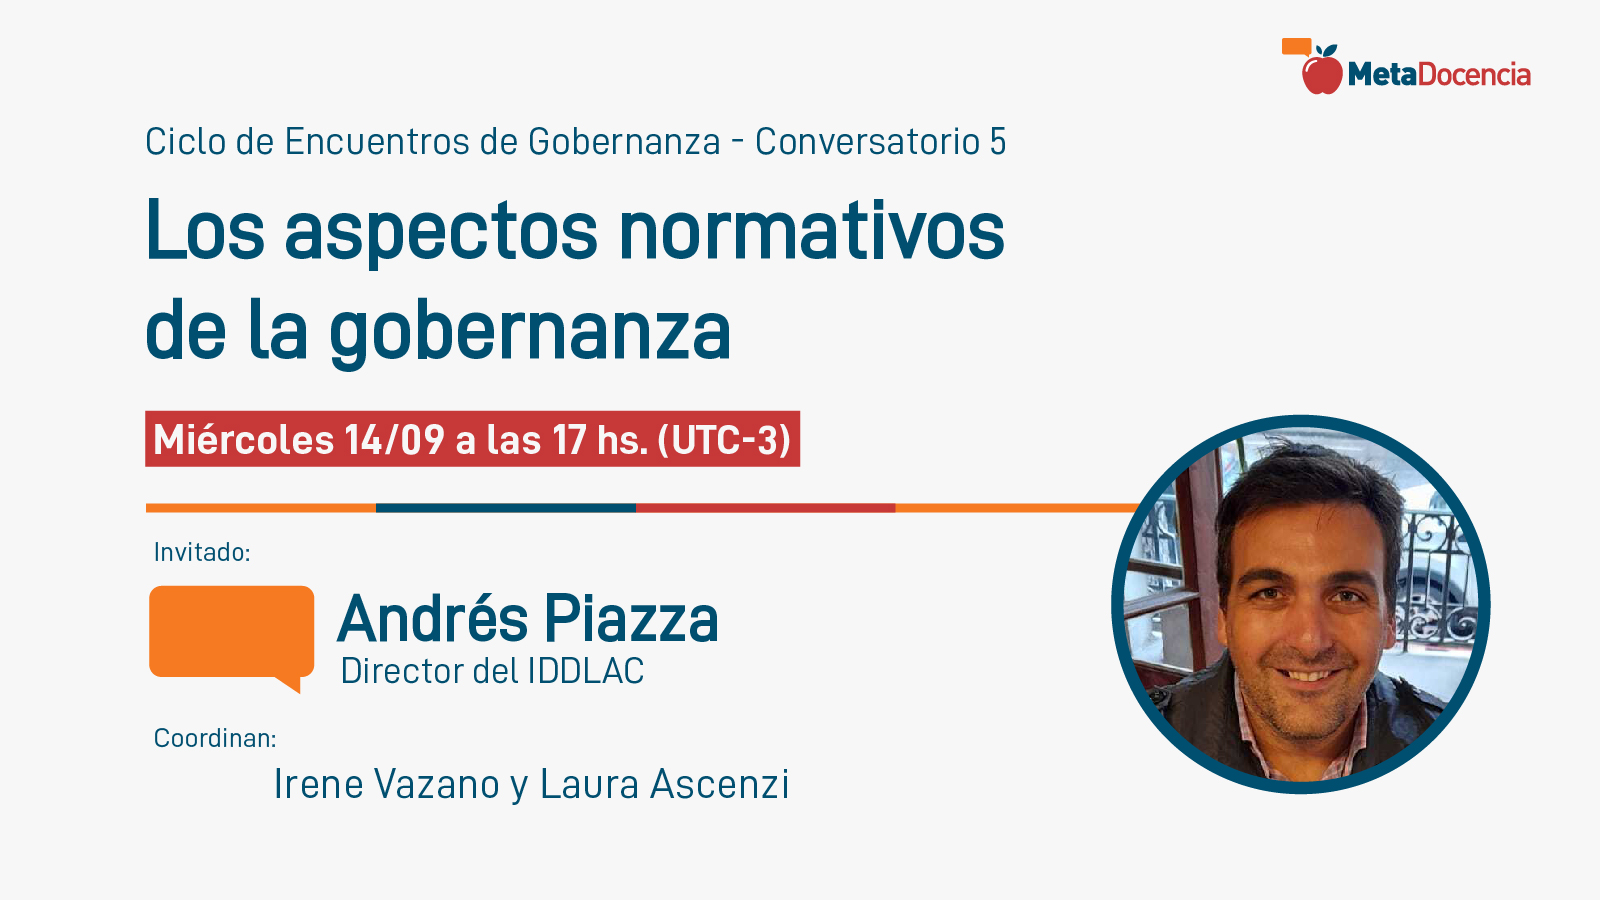 MetaDocencia
Ciclo de Encuentros de Gobernanza - Conversatorio 5
Los aspectos normativos
de la gobernanza
Miércoles 14/09 a las 17 hs. (UTC-3)
Invitado:
Andrés Piazza
Director del IDDLAC
Coordinan:
Irene Vazano y Laura Ascenzi